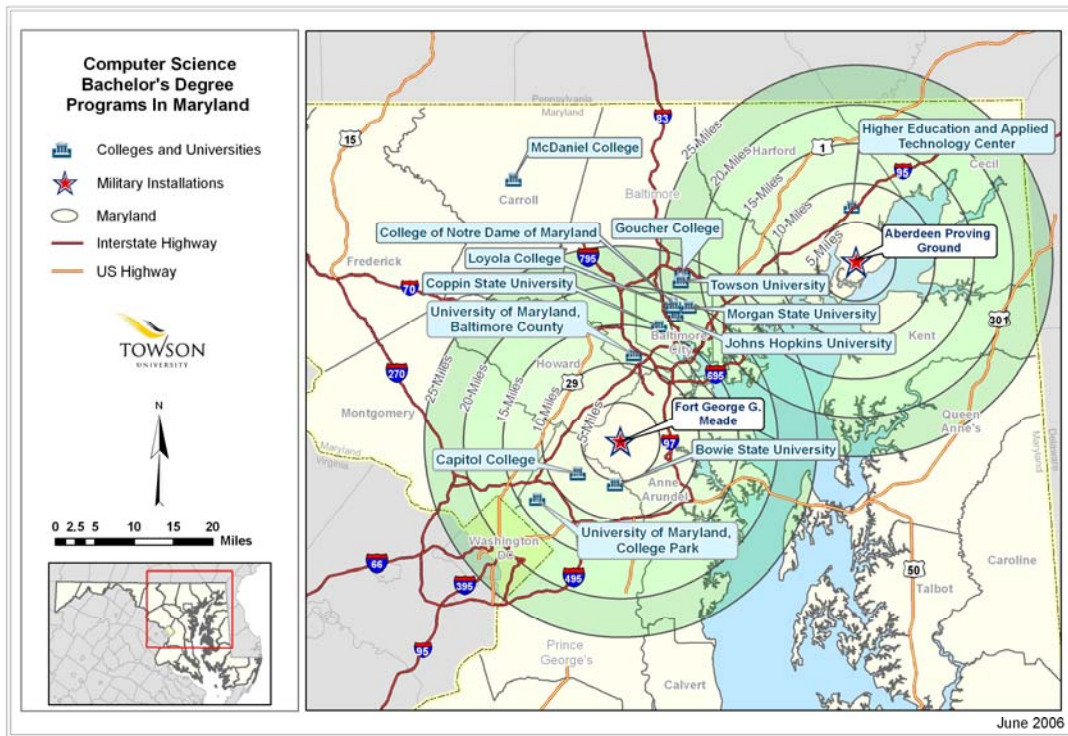 Computer Science
Bachelor's Degree
Programs In Maryland
Colleges and Universities
Military Installations
Maryland
Interstate Highway
US Highway
TOWSON
UNIVERSITY
N
0 2.5 5 10 15 20
Miles
Pennsylvania
Maryland
15
83
1
95
McDaniel College
Carroll
Baltimore
Harford
Cecil
Higher Education and Applied
Technology Center
25-Miles
20-Miles
15-Miles
10-Miles
5-Miles
Aberdeen Proving
Ground
College of Notre Dame of Maryland
Goucher College
Loyola College
795
Frederick
Coppin State University
Towson University
70
University of Maryland,
Baltimore County
Morgan State University
Baltimore
City
Johns Hopkins University
Kent
301
Howard
29
695
270
25-Miles
20-Miles
15-Miles
10-Miles
5-Miles
Montgomery
Fort George G.
Meade
97
Queen
Anne's
Maryland
Delaware
Maryland
Virginia
Capitol College
Bowie State University
Anne
Arundel
University of Maryland,
College Park
Washington
DC
66
395
495
95
50
Talbot
Caroline
Prince
George's
Calvert
June 2006